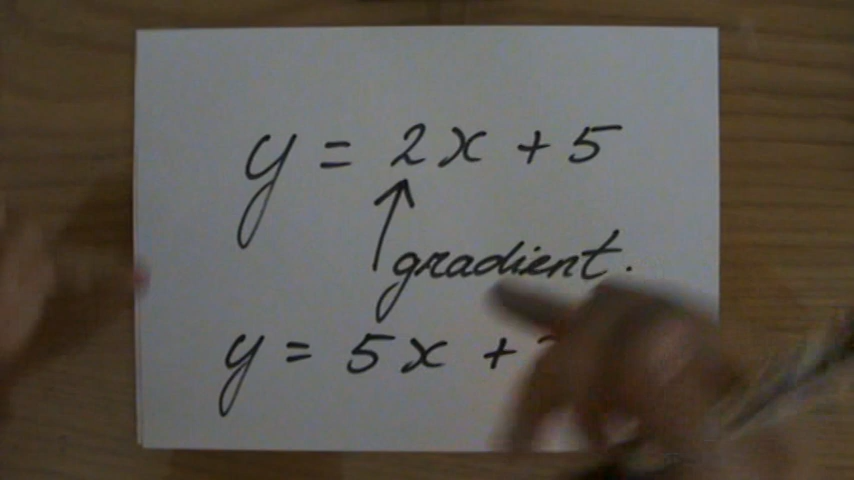 y = 2x + 5
↑
gradient.
y = 5x +